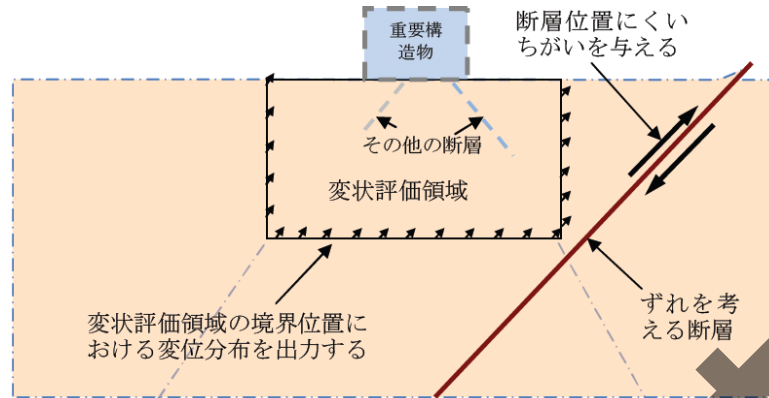 重要構
造物
断層位置にくい
ちがいを与える
その他の断層
変状評価領域
変状評価領域の境界位置に
おける変位分布を出力する
ずれを考
える断層